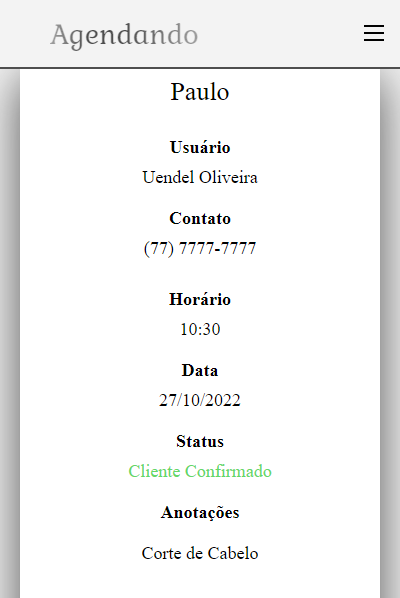 Agendando
Paulo
Usuário
Uendel Oliveira
Contato
(77) 7777-7777
Horário
10:30
Data
27/10/2022
Status
Cliente Confirmado
Anotações
Corte de Cabelo